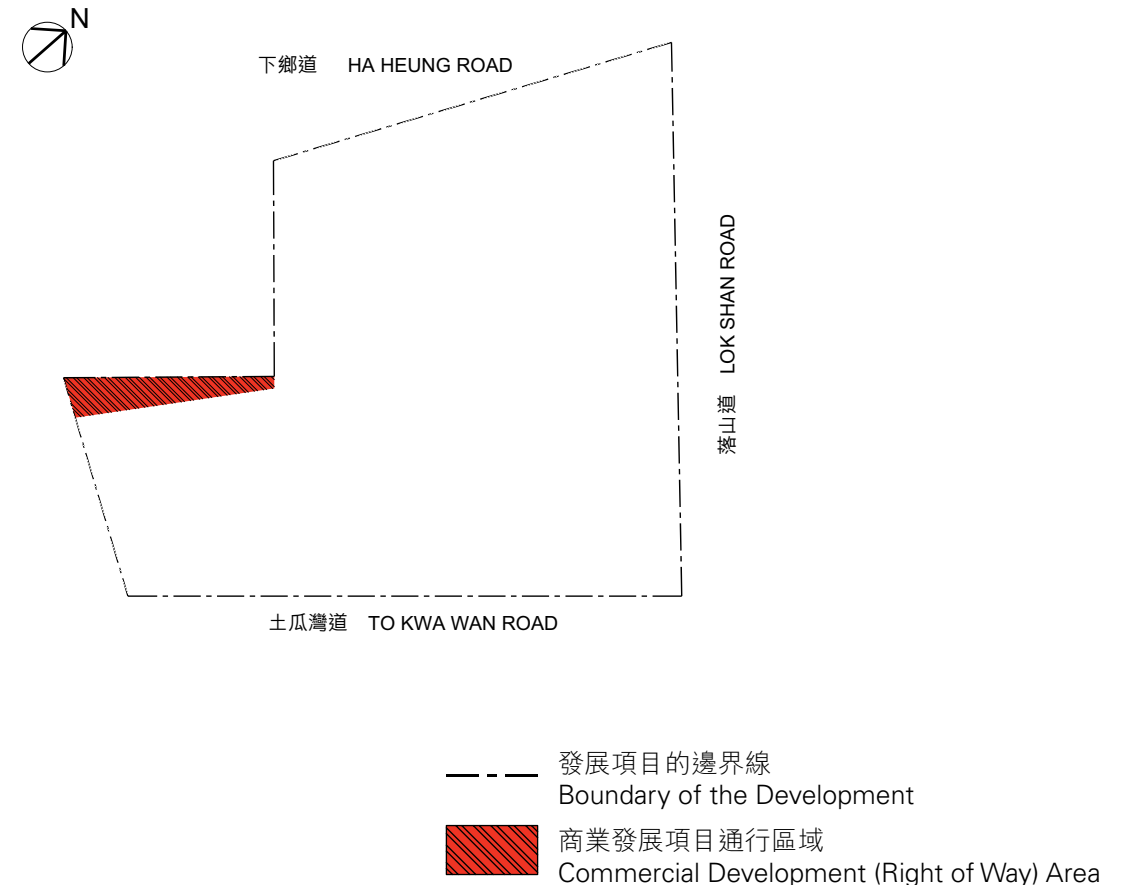 N
下鄉道 HA HEUNG ROAD
落山道 LOK SHAN ROAD
土瓜灣道 TO KWA WAN ROAD
發展項目的邊界線
Boundary of the Development
商業發展項目通行區域
Commercial Development (Right of Way) Area